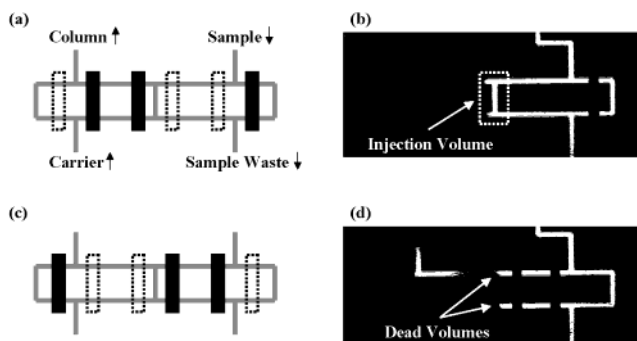 (a)
Column ↑
Sample ↓
Carrier ↑
Sample Waste ↓
(b)
Injection Volume
(c)
(d)
Dead Volumes